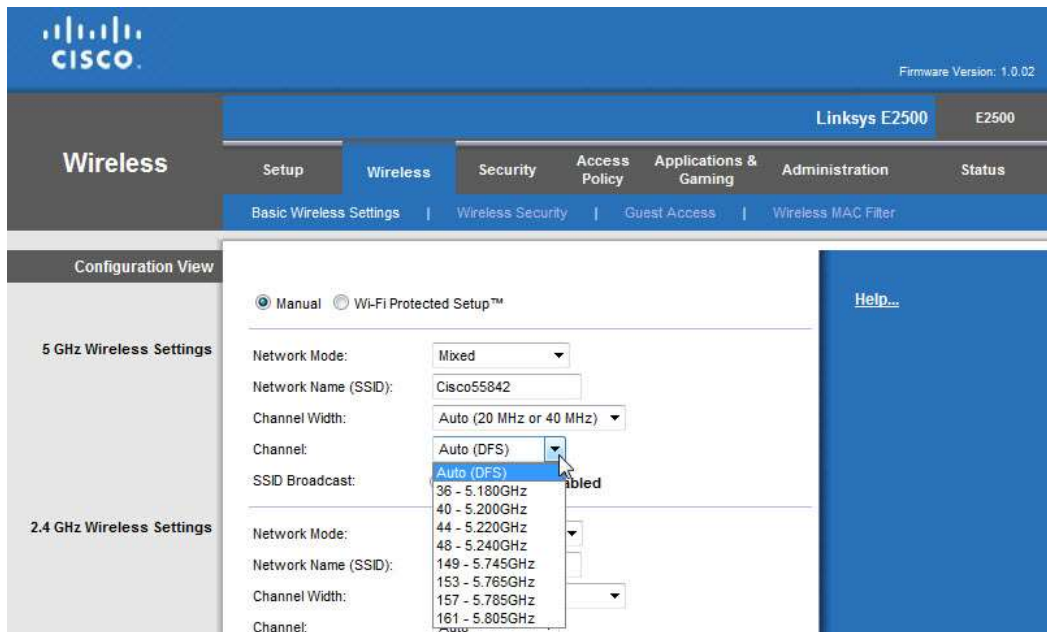 CISCO.
Firmware Version: 1.0.02
Linksys E2500 E2500
Wireless
Setup Wireless Security Access Policy Applications & Gaming Administration Status
Basic Wireless Settings | Wireless Security | Guest Access | Wireless MAC Filter
Configuration View
Manual Wi-Fi Protected Setup™
Help...
5 GHz Wireless Settings
Network Mode: Mixed
Network Name (SSID): Cisco55842
Channel Width: Auto (20 MHz or 40 MHz)
Channel: Auto (DFS)
SSID Broadcast:
Auto (DFS)
36 - 5.180GHz
40 - 5.200GHz
44 - 5.220GHz
48 - 5.240GHz
149 - 5.745GHz
153 - 5.765GHz
157 - 5.785GHz
161 - 5.805GHz
2.4 GHz Wireless Settings
Network Mode:
Network Name (SSID):
Channel Width:
Channel: